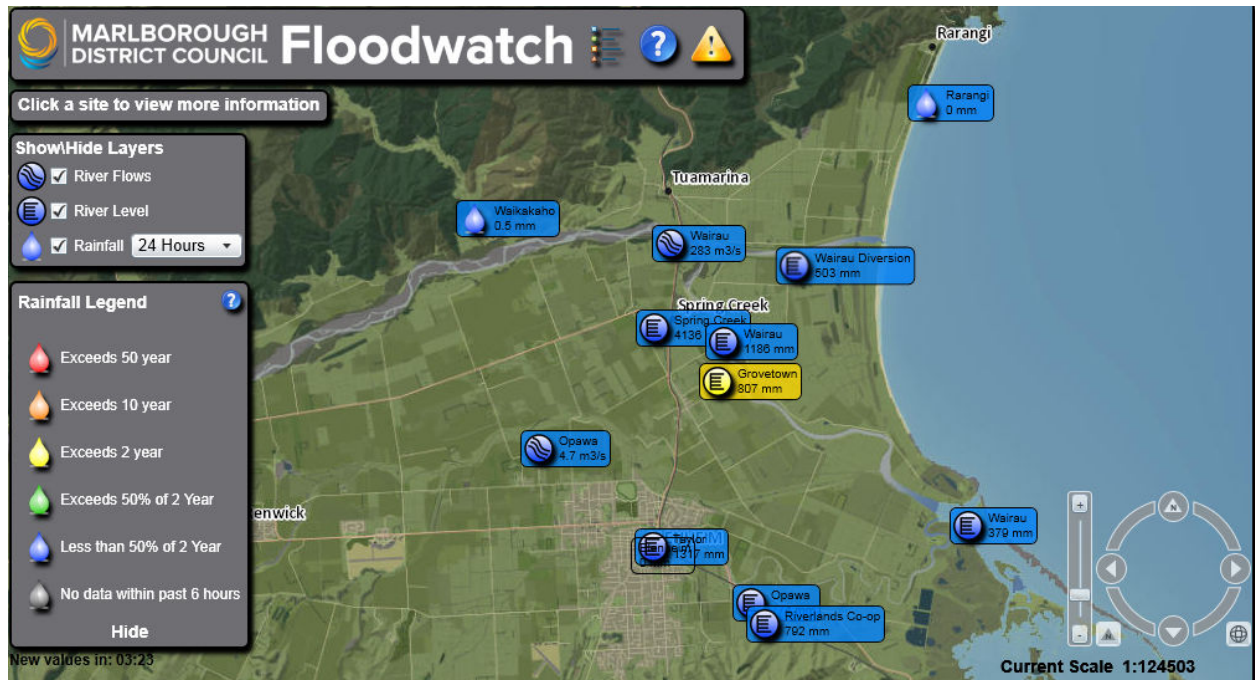 MARLBOROUGH
DISTRICT COUNCIL
Floodwatch
Click a site to view more information
Show\Hide Layers
River Flows
River Level
Rainfall 24 Hours
Rainfall Legend
Exceeds 50 year
Exceeds 10 year
Exceeds 2 year
Exceeds 50% of 2 Year
Less than 50% of 2 Year
No data within past 6 hours
Hide
New values in: 03:23
Rarangi
Rarangi
0 mm
Tuamarina
Waikakaho
0.5 mm
Wairau
283 m3/s
Wairau Diversion
503 mm
Spring Creek
Spring Creek
4136
Wairau
1186 mm
Grovetown
807 mm
Opawa
4.7 m3/s
enwick
Wairau
379 mm
Taylor
1317 mm
Opawa
Riverlands Co-op
792 mm
N
Current Scale 1:124503